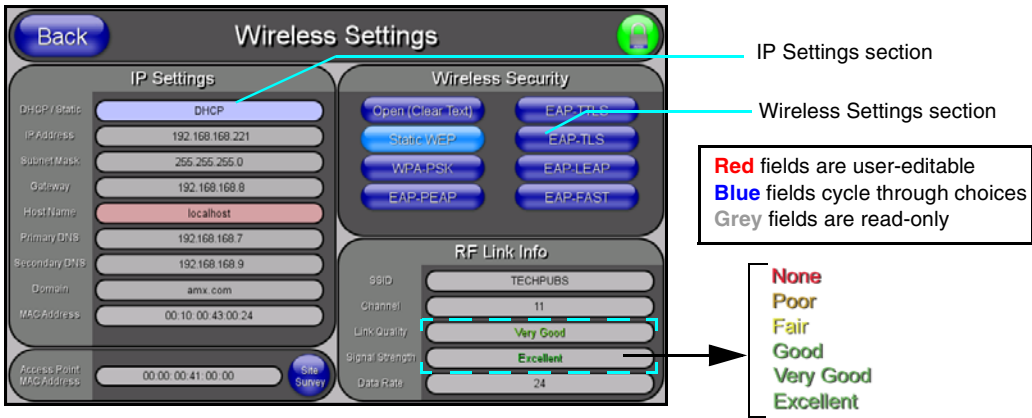 Back
Wireless Settings
IP Settings
DHCP / Static
DHCP
IP Address
192.168.168.221
Subnet Mask
255.255.255.0
Gateway
192.168.168.8
Host Name
localhost
Primary DNS
192.168.168.7
Secondary DNS
192.168.168.9
Domain
amx.com
MAC Address
00:10:00:43:00:24
Access Point
MAC Address
00:00:00:41:00:00
Site
Survey
Wireless Security
Open (Clear Text)
EAP-TTLS
Static WEP
EAP-TLS
WPA-PSK
EAP-LEAP
EAP-PEAP
EAP-FAST
RF Link Info
SSID
TECHPUBS
Channel
11
Link Quality
Very Good
Signal Strength
Excellent
Data Rate
24
IP Settings section
Wireless Settings section
Red fields are user-editable
Blue fields cycle through choices
Grey fields are read-only
None
Poor
Fair
Good
Very Good
Excellent